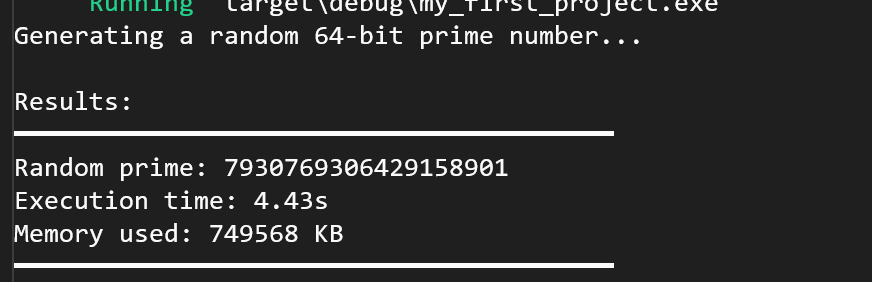 Running `target\debug\my_first_project.exe`
Generating a random 64-bit prime number...
Results:
Random prime: 7930769306429158901
Execution time: 4.43s
Memory used: 749568 KB